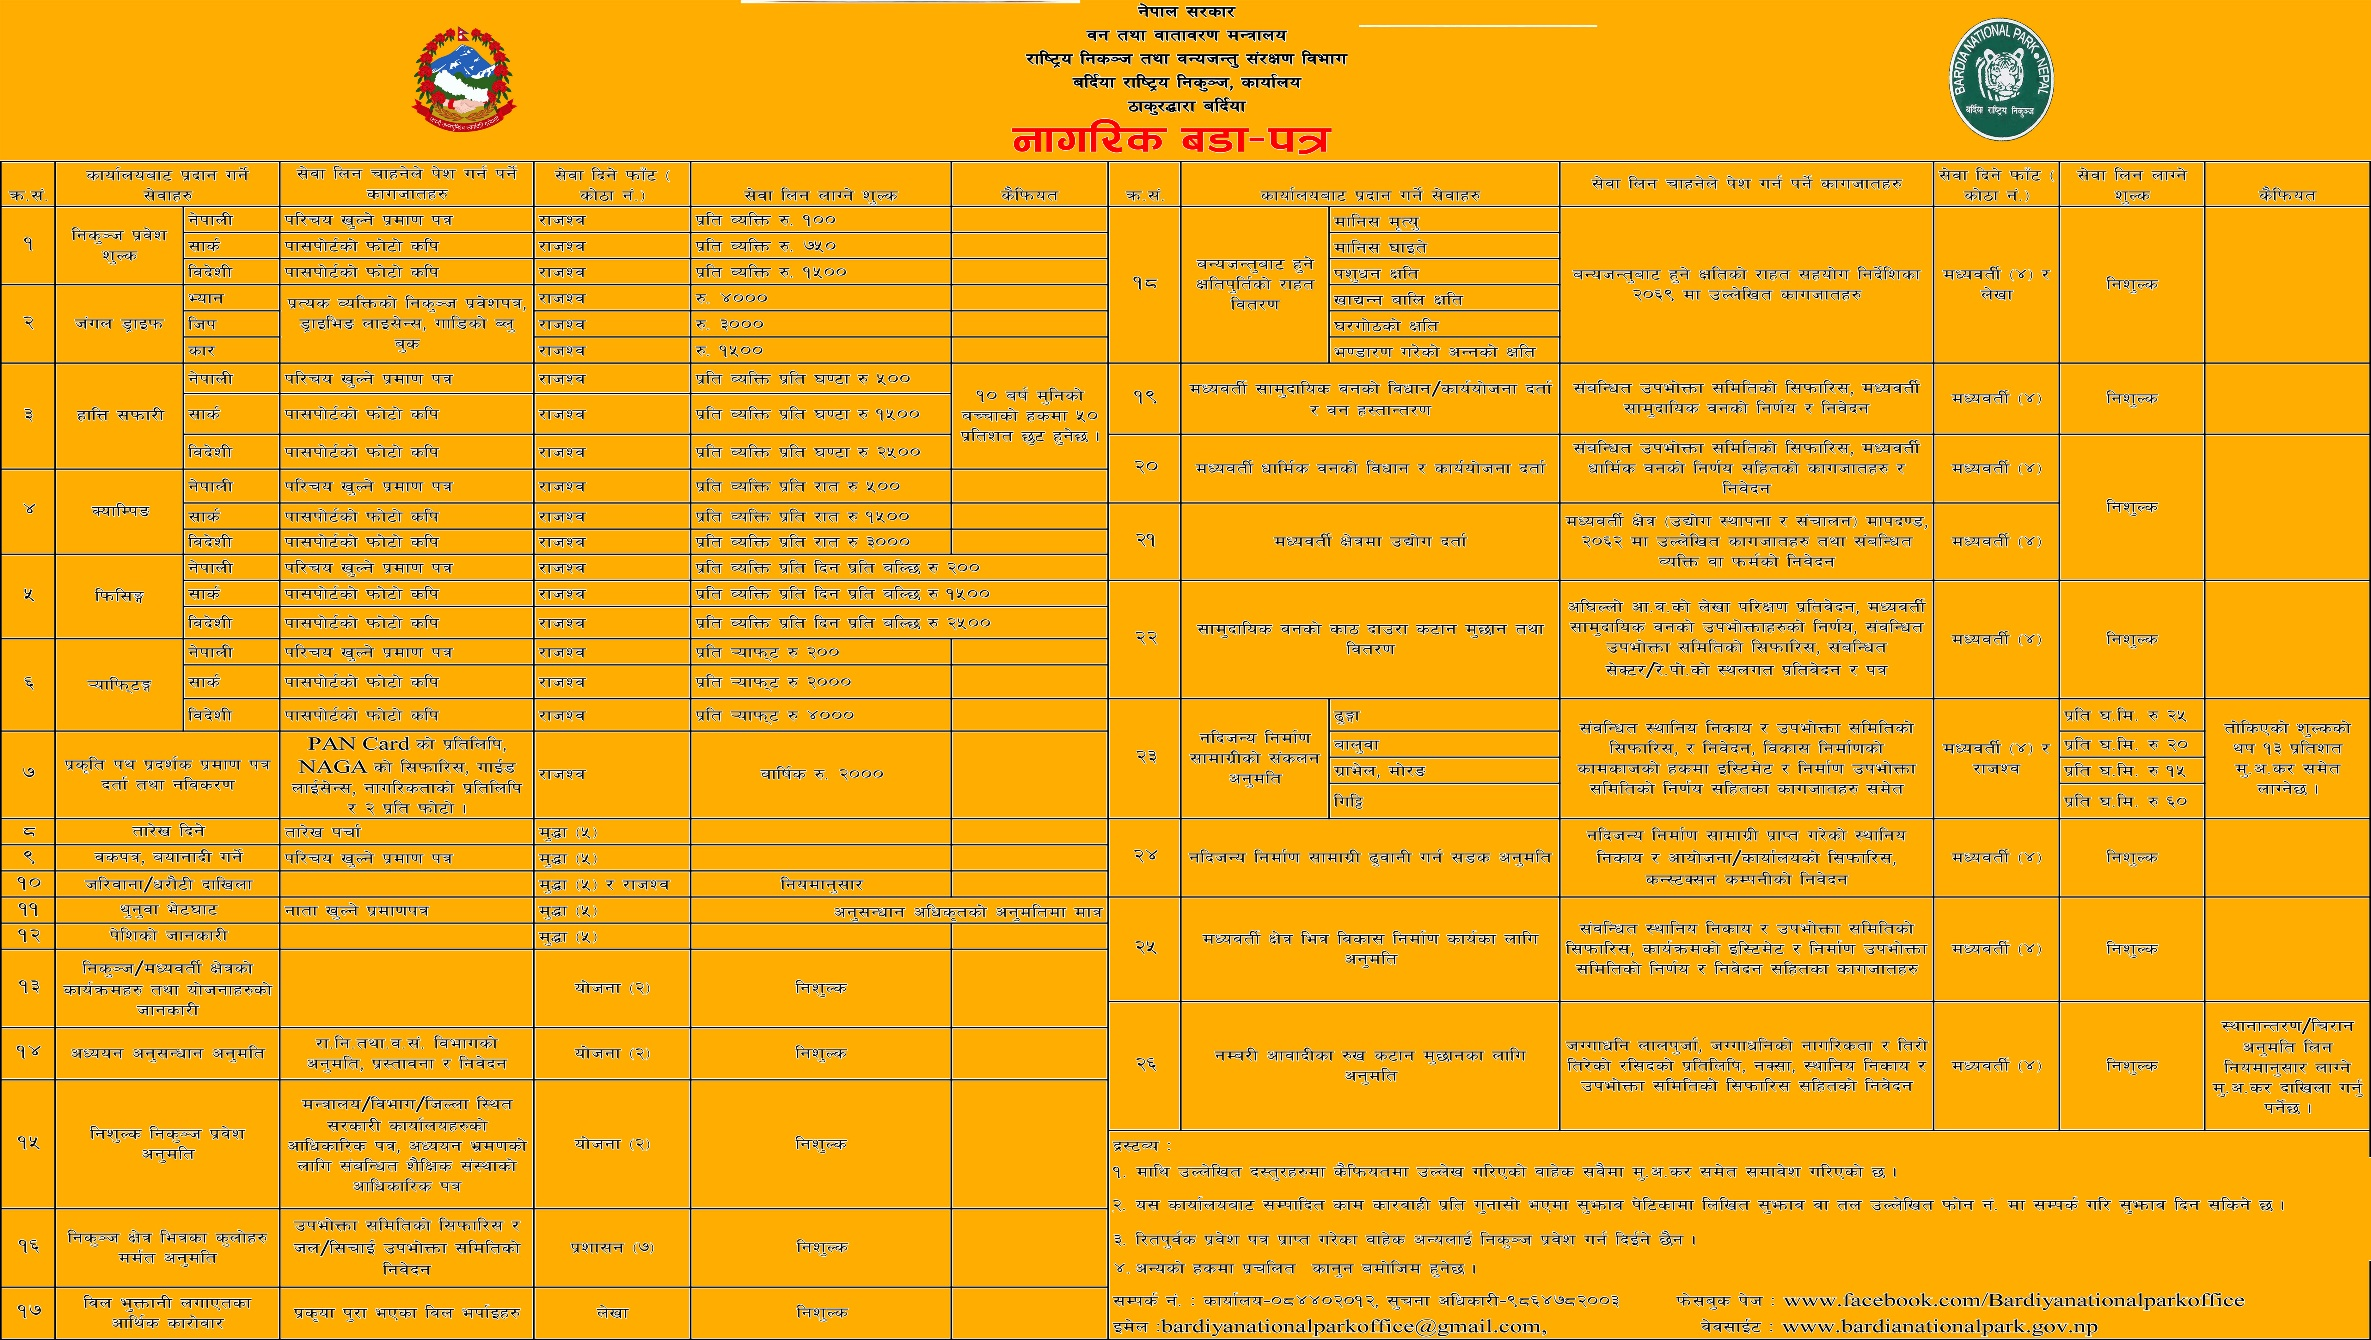 नेपाल सरकार
वन तथा वातावरण मन्त्रालय
राष्ट्रिय निकञ्ज तथा वन्यजन्तु संरक्षण विभाग
बर्दिया राष्ट्रिय निकुञ्ज, कार्यालय
ठाकुरद्धारा बर्दिया
नागरिक बडा-पत्र
BARDIA NATIONAL PARK • NEPAL
बर्दिया राष्ट्रिय निकुञ्ज
क्र.सं. कार्यालयबाट प्रदान गर्ने सेवाहरु सेवा लिन चाहनेले पेश गर्न पर्ने कागजातहरु सेवा दिने फाँट ( कोठा नं.) सेवा लिन लाग्ने शुल्क कैफियत
१ निकुञ्ज प्रवेश शुल्क नेपाली परिचय खुल्ने प्रमाण पत्र राजश्व प्रति व्यक्ति रु. १००
सार्क पासपोर्टको फोटो कपि राजश्व प्रति व्यक्ति रु. ७५०
विदेशी पासपोर्टको फोटो कपि राजश्व प्रति व्यक्ति रु. १५००
२ जंगल ड्राइफ भ्यान प्रत्यक व्यक्तिको निकुञ्ज प्रवेशपत्र, ड्राइभिङ लाइसेन्स, गाडिको ब्लु बुक राजश्व रु. ४०००
जिप राजश्व रु. ३०००
कार राजश्व रु. १५००
३ हात्ति सफारी नेपाली परिचय खुल्ने प्रमाण पत्र राजश्व प्रति व्यक्ति प्रति घण्टा रु ५०० १० बर्ष मुनिको बच्चाको हकमा ५० प्रतिशत छुट हुनेछ ।
सार्क पासपोर्टको फोटो कपि राजश्व प्रति व्यक्ति प्रति घण्टा रु १५००
विदेशी पासपोर्टको फोटो कपि राजश्व प्रति व्यक्ति प्रति घण्टा रु २५००
४ क्याम्पिङ नेपाली परिचय खुल्ने प्रमाण पत्र राजश्व प्रति व्यक्ति प्रति रात रु ५००
सार्क पासपोर्टको फोटो कपि राजश्व प्रति व्यक्ति प्रति रात रु १५००
विदेशी पासपोर्टको फोटो कपि राजश्व प्रति व्यक्ति प्रति रात रु ३०००
५ फिसिङ्ग नेपाली परिचय खुल्ने प्रमाण पत्र राजश्व प्रति व्यक्ति प्रति दिन प्रति बल्छि रु २००
सार्क पासपोर्टको फोटो कपि राजश्व प्रति व्यक्ति प्रति दिन प्रति बल्छि रु १५००
विदेशी पासपोर्टको फोटो कपि राजश्व प्रति व्यक्ति प्रति दिन प्रति बल्छि रु २५००
६ र्‍याफि्टङ्ग नेपाली परिचय खुल्ने प्रमाण पत्र राजश्व प्रति र्‍याफ्ट रु २००
सार्क पासपोर्टको फोटो कपि राजश्व प्रति र्‍याफ्ट रु २०००
विदेशी पासपोर्टको फोटो कपि राजश्व प्रति र्‍याफ्ट रु ४०००
७ प्रकृति पथ प्रदर्शक प्रमाण पत्र दर्ता तथा नविकरण PAN Card को प्रतिलिपि, NAGA को सिफारिस, गाईड लाईसेन्स, नागरिकताको प्रतिलिपि र २ प्रति फोटो । राजश्व बार्षिक रु. २०००
८ तारेख दिने तारेख पर्चा मुद्धा (५)
९ वकपत्र, बयानादी गर्ने परिचय खुल्ने प्रमाण पत्र मुद्धा (५)
१० जरिवाना/धरौटी दाखिला मुद्धा (५) र राजश्व नियमानुसार
११ थुनुवा भेटघाट नाता खुल्ने प्रमाणपत्र मुद्धा (५) अनुसन्धान अधिकृतको अनुमतिमा मात्र
१२ पेशिको जानकारी मुद्धा (५)
१३ निकुञ्ज/मध्यवर्ती क्षेत्रको कार्यक्रमहरु तथा योजनाहरुको जानकारी योजना (२) निशुल्क
१४ अध्ययन अनुसन्धान अनुमति रा.नि.तथा व सं. विभागको अनुमति, प्रस्तावना र निवेदन योजना (२) निशुल्क
१५ निशुल्क निकुञ्ज प्रवेश अनुमति मन्त्रालय/विभाग/जिल्ला स्थित सरकारी कार्यालयहरुको आधिकारिक पत्र, अध्ययन भ्रमणको लागि संबन्धित शैक्षिक संस्थाको आधिकारिक पत्र योजना (२) निशुल्क
१६ निकुञ्ज क्षेत्र भित्रका कुलोहरु मर्मत अनुमति उपभोक्ता समितिको सिफारिस र जल/सिचाई उपभोक्ता समितिको निवेदन प्रशासन (७) निशुल्क
१७ विल भुक्तानी लगाएतका आर्थिक कारोवार प्रकृया पूरा भएका विल भर्पाइहरु लेखा निशुल्क
क्र.सं. कार्यालयबाट प्रदान गर्ने सेवाहरु सेवा लिन चाहनेले पेश गर्न पर्ने कागजातहरु सेवा दिने फाँट ( कोठा नं.) सेवा लिन लाग्ने शुल्क कैफियत
१८ बन्यजन्तुबाट हुने क्षतिपुर्तिको राहत वितरण मानिस मृत्यु बन्यजन्तुबाट हुने क्षतिको राहत सहयोग निर्देशिका २०६९ मा उल्लेखित कागजातहरु मध्यवर्ती (४) र लेखा निशुल्क
मानिस घाइते
पशुधन क्षति
खाद्यन्न बालि क्षति
घरगोठको क्षति
भण्डारण गरेको अन्नको क्षति
१९ मध्यवर्ती सामुदायिक वनको विधान/कार्ययोजना दर्ता र वन हस्तान्तरण संबन्धित उपभोक्ता समितिको सिफारिस, मध्यवर्ती सामुदायिक वनको निर्णय र निवेदन मध्यवर्ती (४) निशुल्क
२० मध्यवर्ती धार्मिक वनको विधान र कार्ययोजना दर्ता संबन्धित उपभोक्ता समितिको सिफारिस, मध्यवर्ती धार्मिक वनको निर्णय सहितको कागजातहरु र निवेदन मध्यवर्ती (४) निशुल्क
२१ मध्यवर्ती क्षेत्रमा उद्योग दर्ता मध्यवर्ती क्षेत्र (उद्योग स्थापना र संचालन) मापदण्ड, २०६२ मा उल्लेखित कागजातहरु तथा संबन्धित व्यक्ति वा फर्मको निवेदन मध्यवर्ती (४)
२२ सामुदायिक वनको काठ दाउरा कटान मुछान तथा वितरण अघिल्लो आ.व.को लेखा परिक्षण प्रतिवेदन, मध्यवर्ती सामुदायिक वनको उपभोक्ताहरुको निर्णय, संवन्धित उपभोक्ता समितिको सिफारिस, संबन्धित सेक्टर/रे.पो.को स्थलगत प्रतिबेदन र पत्र मध्यवर्ती (४) निशुल्क
२३ नदिजन्य निर्माण सामाग्रीको संकलन अनुमति ढुङ्गा संवन्धित स्थानिय निकाय र उपभोक्ता समितिको सिफारिस, र निवेदन, विकास निर्माणको कामकाजको हकमा इस्टिमेट र निर्माण उपभोक्ता समितिको निर्णय सहितका कागजातहरु समेत मध्यवर्ती (४) र राजश्व प्रति घ.मि. रु २५ तोकिएको शुल्कको थप १३ प्रतिशत मु.अ.कर समेत लाग्नेछ ।
बालुवा प्रति घ.मि. रु २०
ग्राभेल, मोरङ प्रति घ.मि. रु १५
गिट्टि प्रति घ.मि. रु ६०
२४ नदिजन्य निर्माण सामाग्री ढुवानी गर्न सडक अनुमति नदिजन्य निर्माण सामाग्री प्राप्त गरेको स्थानिय निकाय र आयोजना/कार्यालयको सिफारिस, कन्स्टक्सन कम्पनीको निवेदन मध्यवर्ती (४) निशुल्क
२५ मध्यवर्ती क्षेत्र भित्र विकास निर्माण कार्यका लागि अनुमति संवन्धित स्थानिय निकाय र उपभोक्ता समितिको सिफारिस, कार्यक्रमको इस्टिमेट र निर्माण उपभोक्ता समितिको निर्णय र निवेदन सहितका कागजातहरु मध्यवर्ती (४) निशुल्क
२६ नम्बरी आवादीका रुख कटान मुछानका लागि अनुमति जग्गाधनि लालपुर्जा, जग्गाधनिको नागरिकता र तिरो तिरेको रसिदको प्रतिलिपि, नक्सा, स्थानिय निकाय र उपभोक्ता समितिको सिफारिस सहितको निवेदन मध्यवर्ती (४) निशुल्क स्थानान्तरण/चिरान अनुमति लिन नियमानुसार लाग्ने मु.अ.कर दाखिला गर्नु पर्नेछ ।
द्रस्टव्य :
१. माथि उल्लेखित दस्तुरहरुमा कैफियतमा उल्लेख गरिएको वाहेक सवैमा मु.अ.कर समेत समावेश गरिएको छ ।
२. यस कार्यालयबाट सम्पादित काम कारवाही प्रति गुनासो भएमा सुझाव पेटिकामा लिखित सुझाव वा तल उल्लेखित फोन नं. मा सम्पर्क गरि सुझाव दिन सकिने छ ।
३. रितपुर्वक प्रवेश पत्र प्राप्त गरेका वाहेक अन्यलाई निकुञ्ज प्रवेश गर्न दिईने छैन ।
४. अन्यको हकमा प्रचलित कानुन बमोजिम हुनेछ ।
सम्पर्क नं. : कार्यालय-०८४४०२०१२, सुचना अधिकारी-९८६४७८२००३ फेसबुक पेज : www.facebook.com/Bardiyanationalparkoffice
इमेल :bardiyanationalparkoffice@gmail.com, वेवसाईट : www.bardianationalpark.gov.np